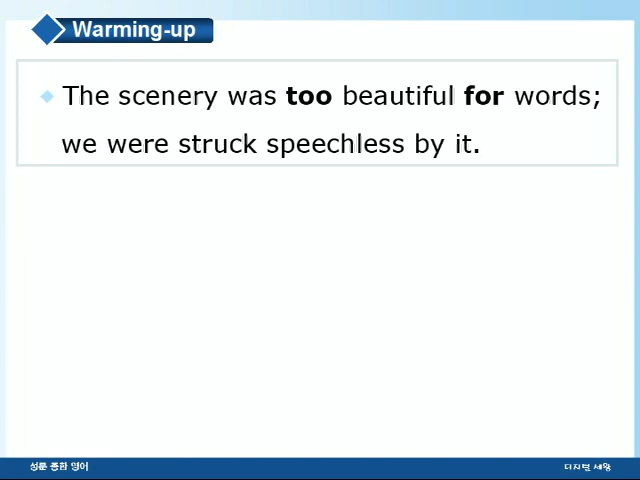 Warming-up
The scenery was too beautiful for words;
we were struck speechless by it.
성문 종합 영어
디지털 세왕